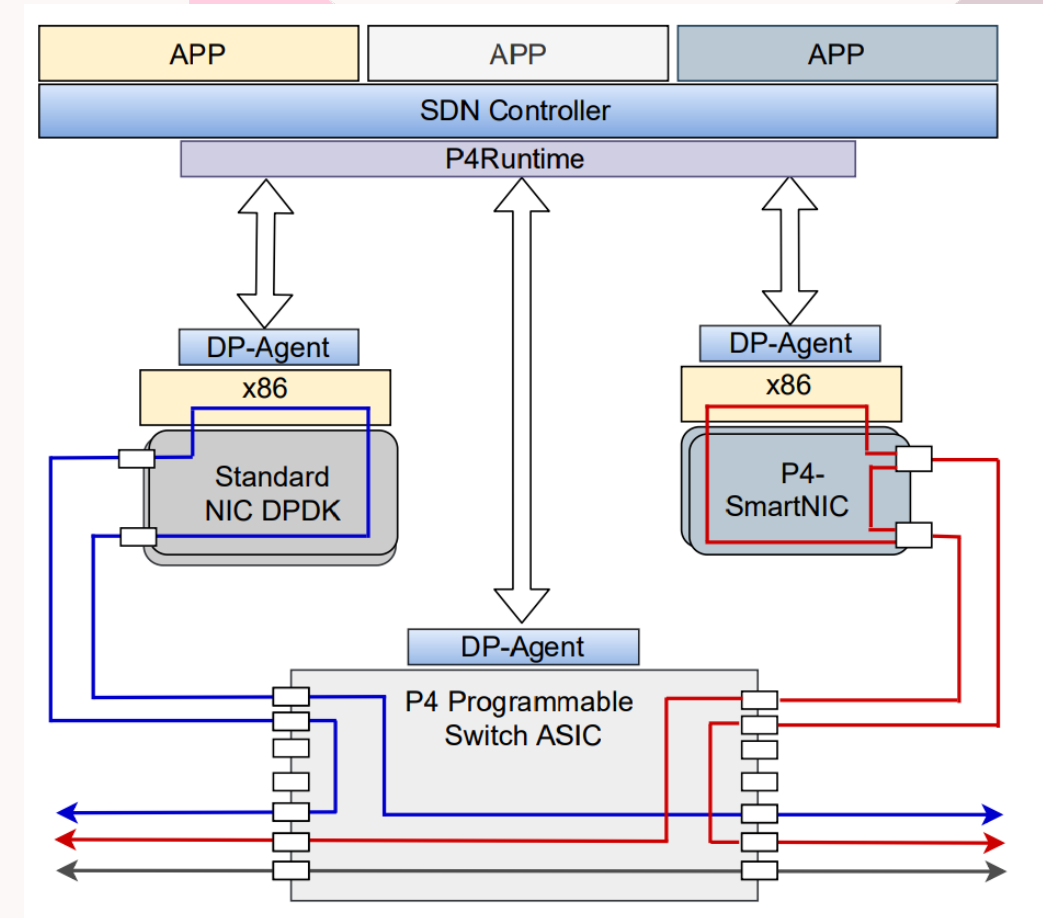 APP
APP
APP
SDN Controller
P4Runtime
DP-Agent
DP-Agent
x86
x86
Standard
NIC DPDK
P4-
SmartNIC
DP-Agent
P4 Programmable
Switch ASIC